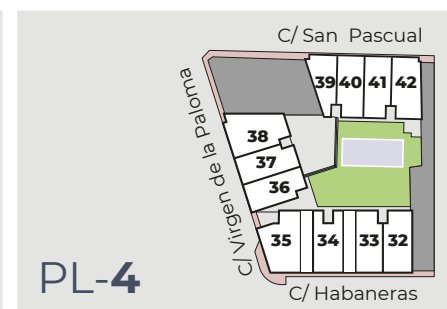 C/ San Pascual
39 40 41 42
C/ Virgen de la Paloma
38
37
36
35 34 33 32
PL-4
C/ Habaneras